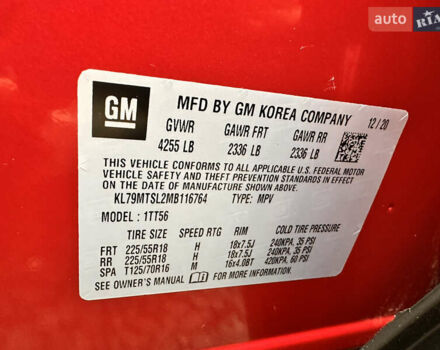 auto RIA
GM
MFD BY GM KOREA COMPANY 12/20
GVWR GAWR FRT GAWR RR
4255 LB 2336 LB 2336 LB
THIS VEHICLE CONFORMS TO ALL APPLICABLE U.S. FEDERAL MOTOR
VEHICLE SAFETY AND THEFT PREVENTION STANDARDS IN EFFECT
ON THE DATE OF MANUFACTURE SHOWN ABOVE.
KL79MTSL2MB116764 TYPE: MPV
MODEL : 1TT56
TIRE SIZE SPEED RTG RIM COLD TIRE PRESSURE
FRT 225/55R18 H 18x7.5J 240KPA, 35 PSI
RR 225/55R18 H 18x7.5J 240KPA, 35 PSI
SPA T125/70R16 M 16x4.0BT 420KPA, 60 PSI
SEE OWNER'S MANUAL FOR MORE INFORMATION